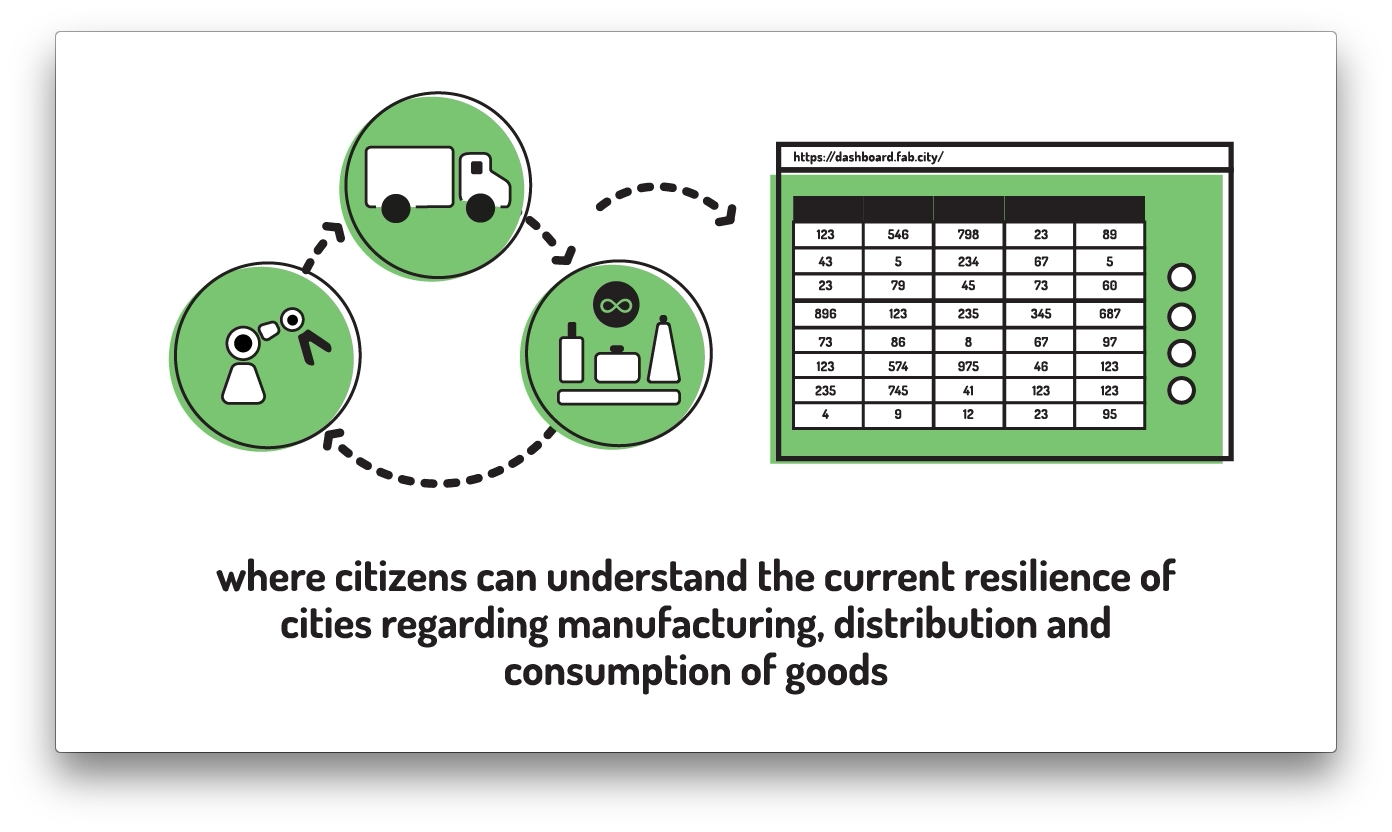 https://dashboard.fab.city/
123 546 798 23 89
43 5 234 67 5
23 79 45 73 60
896 123 235 345 687
73 86 8 67 97
123 574 975 46 123
235 745 41 123 123
4 9 12 23 95
where citizens can understand the current resilience of
cities regarding manufacturing, distribution and
consumption of goods